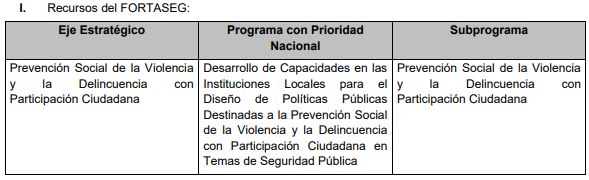 I. Recursos del FORTASEG:
Eje Estratégico
Programa con Prioridad
Nacional
Subprograma
Prevención Social de la Violencia
y la Delincuencia con
Participación Ciudadana
Desarrollo de Capacidades en las
Instituciones Locales para el
Diseño de Políticas Públicas
Destinadas a la Prevención Social
de la Violencia y la Delincuencia
con Participación Ciudadana en
Temas de Seguridad Pública
Prevención Social de la Violencia
y la Delincuencia con
Participación Ciudadana